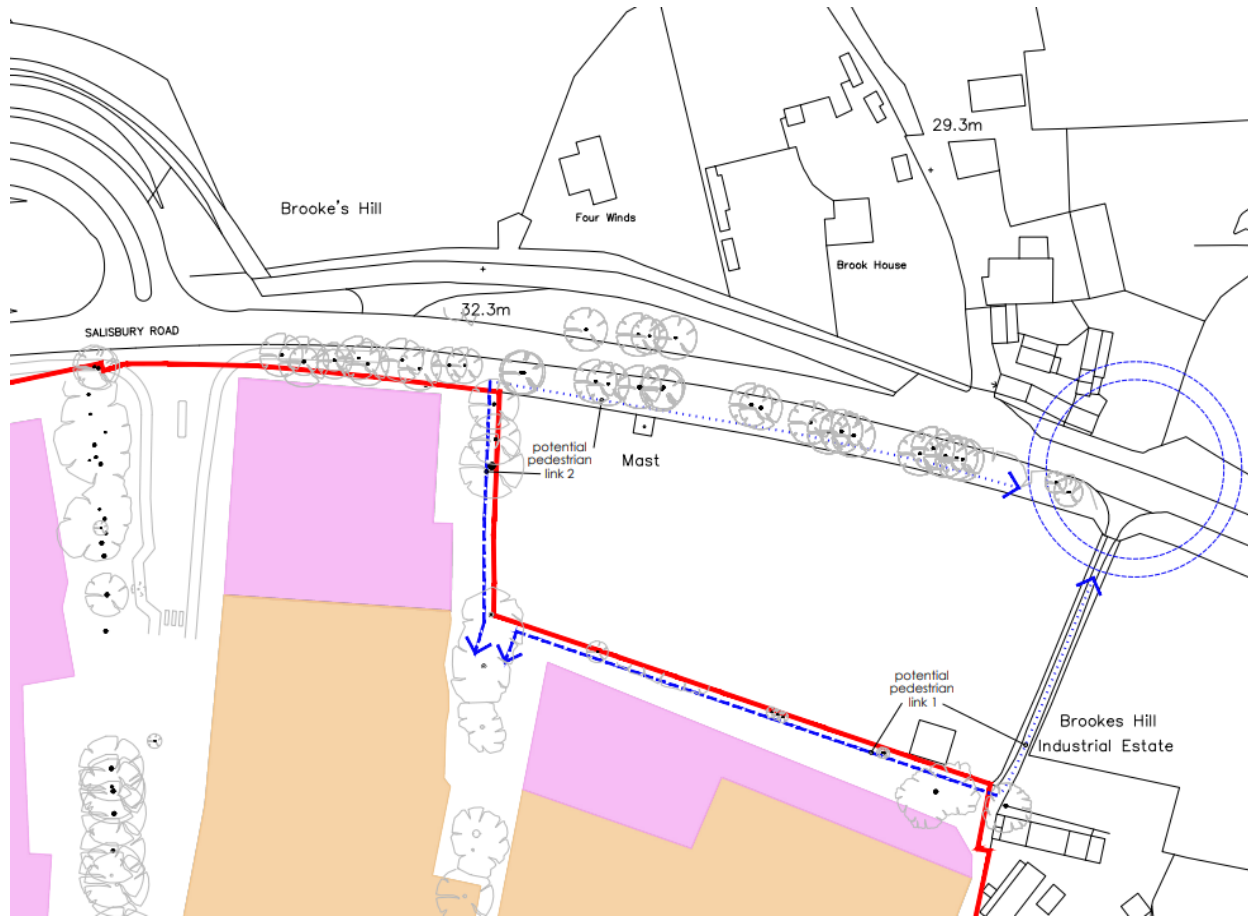 29.3m
Brooke's Hill
Four Winds
Brook House
32.3m
SALISBURY ROAD
potential
pedestrian
link 2
Mast
potential
pedestrian
link 1
Brookes Hill
Industrial Estate